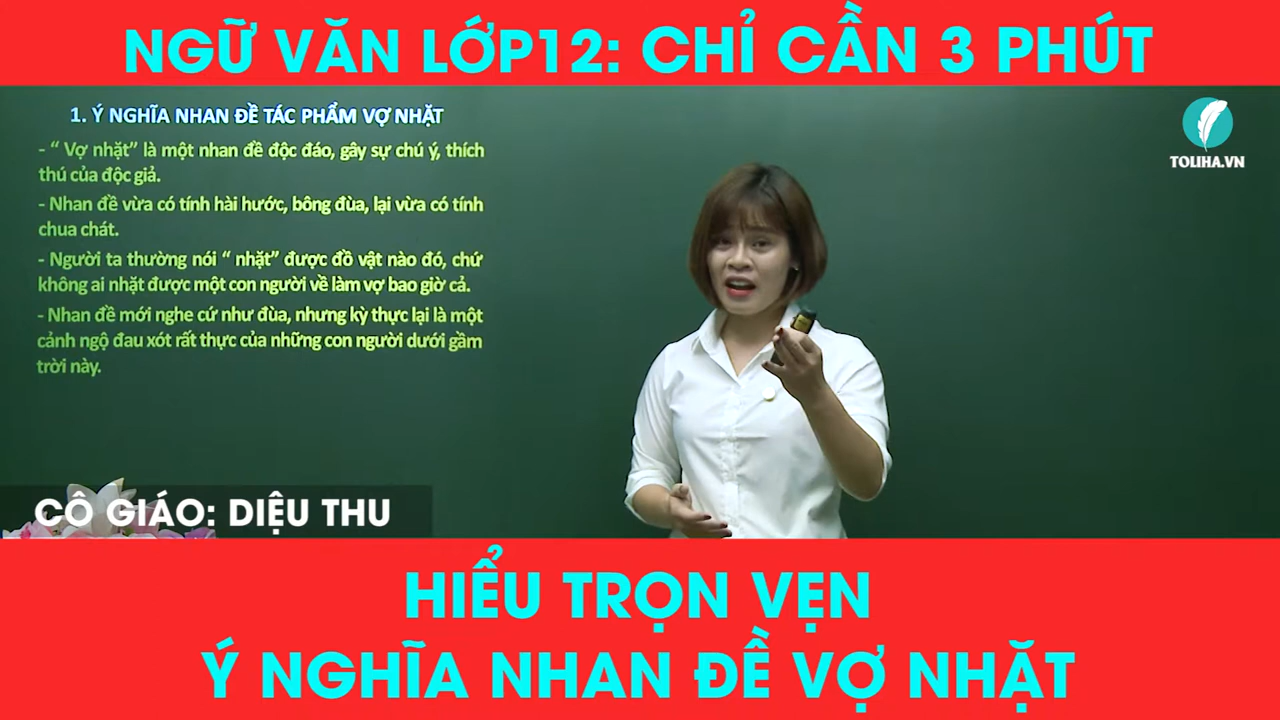 NGỮ VĂN LỚP12: CHỈ CẦN 3 PHÚT
1. Ý NGHĨA NHAN ĐỀ TÁC PHẨM VỢ NHẶT
- “ Vợ nhặt” là một nhan đề độc đáo, gây sự chú ý, thích
thú của độc giả.
- Nhan đề vừa có tính hài hước, bông đùa, lại vừa có tính
chua chát.
- Người ta thường nói “ nhặt” được đồ vật nào đó, chứ
không ai nhặt được một con người về làm vợ bao giờ cả.
- Nhan đề mới nghe cứ như đùa, nhưng kỳ thực lại là một
cảnh ngộ đau xót rất thực của những con người dưới gầm
trời này.
TOLIHA.VN
CÔ GIÁO: DIỆU THU
HIỂU TRỌN VẸN
Ý NGHĨA NHAN ĐỀ VỢ NHẶT